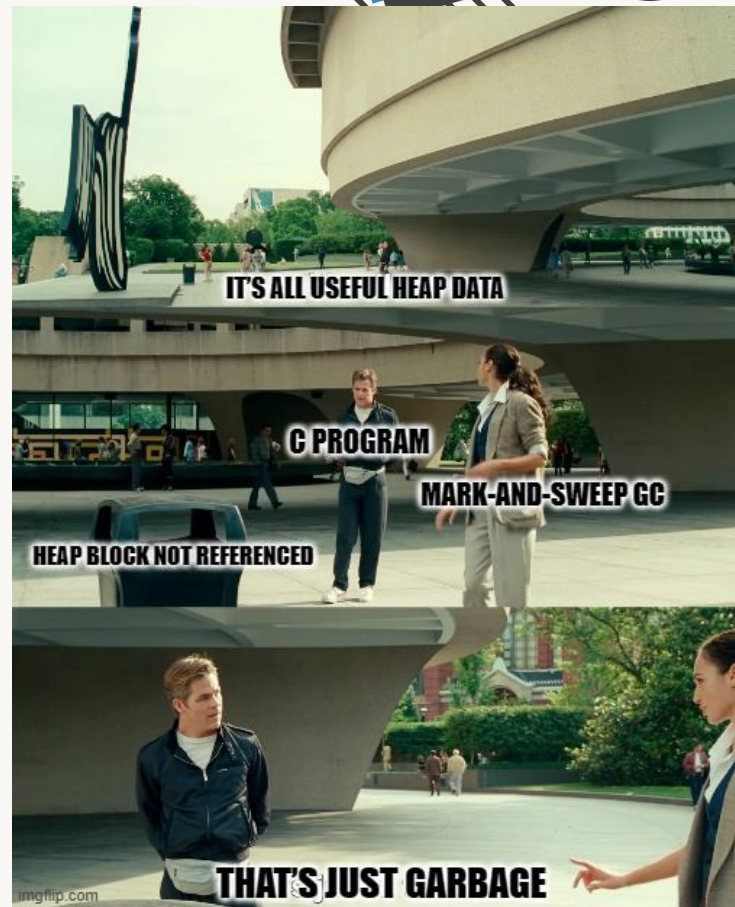 IT'S ALL USEFUL HEAP DATA
C PROGRAM
MARK-AND-SWEEP GC
HEAP BLOCK NOT REFERENCED
THAT'S JUST GARBAGE
imgflip.com